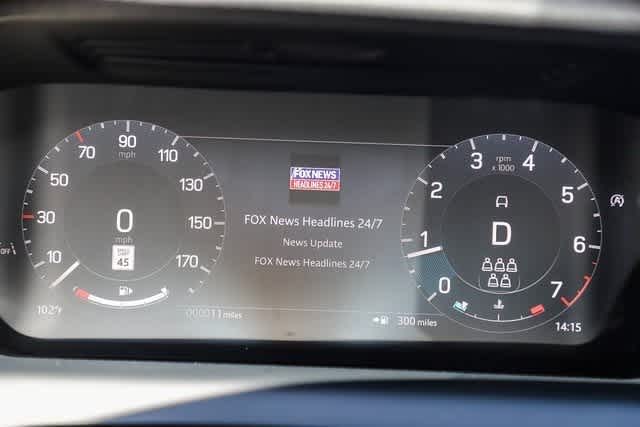 10
30
50
70
90
mph
110
130
150
170
0
mph
SPEED LIMIT
45
OFF
102°F
000011 miles
FOX NEWS
HEADLINES 24/7
FOX News Headlines 24/7
News Update
FOX News Headlines 24/7
300 miles
0
1
2
3
4
5
6
7
rpm
x 1000
D
14:15